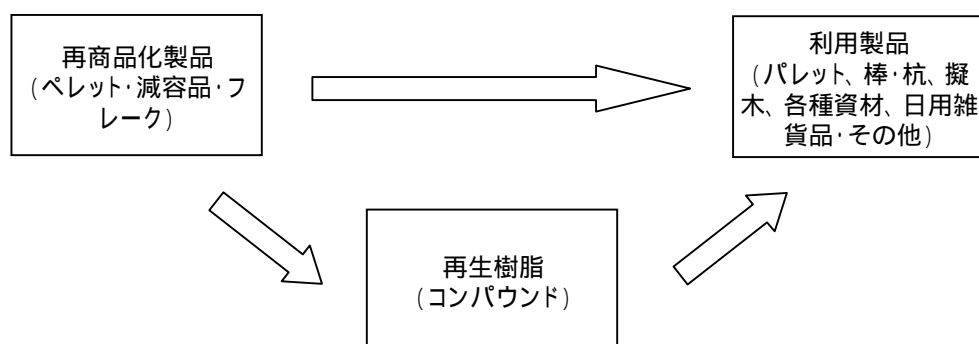 再商品化製品
(ペレット・減容品・フ
レーク)
利用製品
(パレット、棒・杭、擬
木、各種資材、日用雑
貨品・その他)
再生樹脂
(コンパウンド)